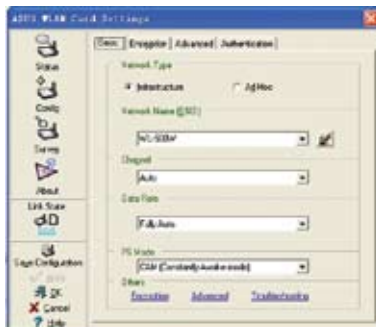 ASUS WLAN Card Settings
Status
Config
Survey
About
Link State
Save Configuration
OK
Cancel
Help
Basic Encryption Advanced Authentication
Network Type
Infrastructure
Ad Hoc
Network Name (SSID)
Channel
Auto
Data Rate
Fully Auto
PS Mode
CAM (Constantly Awake mode)
Others
Encryption Advanced Troubleshooting